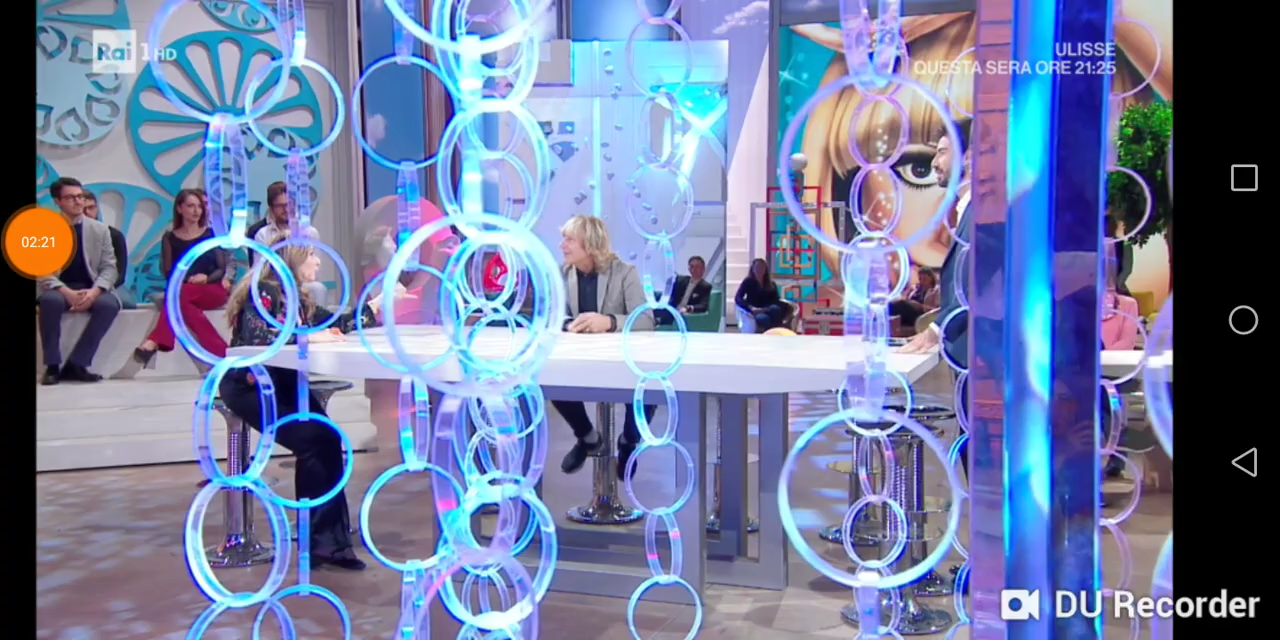 Rai 1 HD
ULISSE
QUESTA SERA ORE 21:25
02:21
DU Recorder